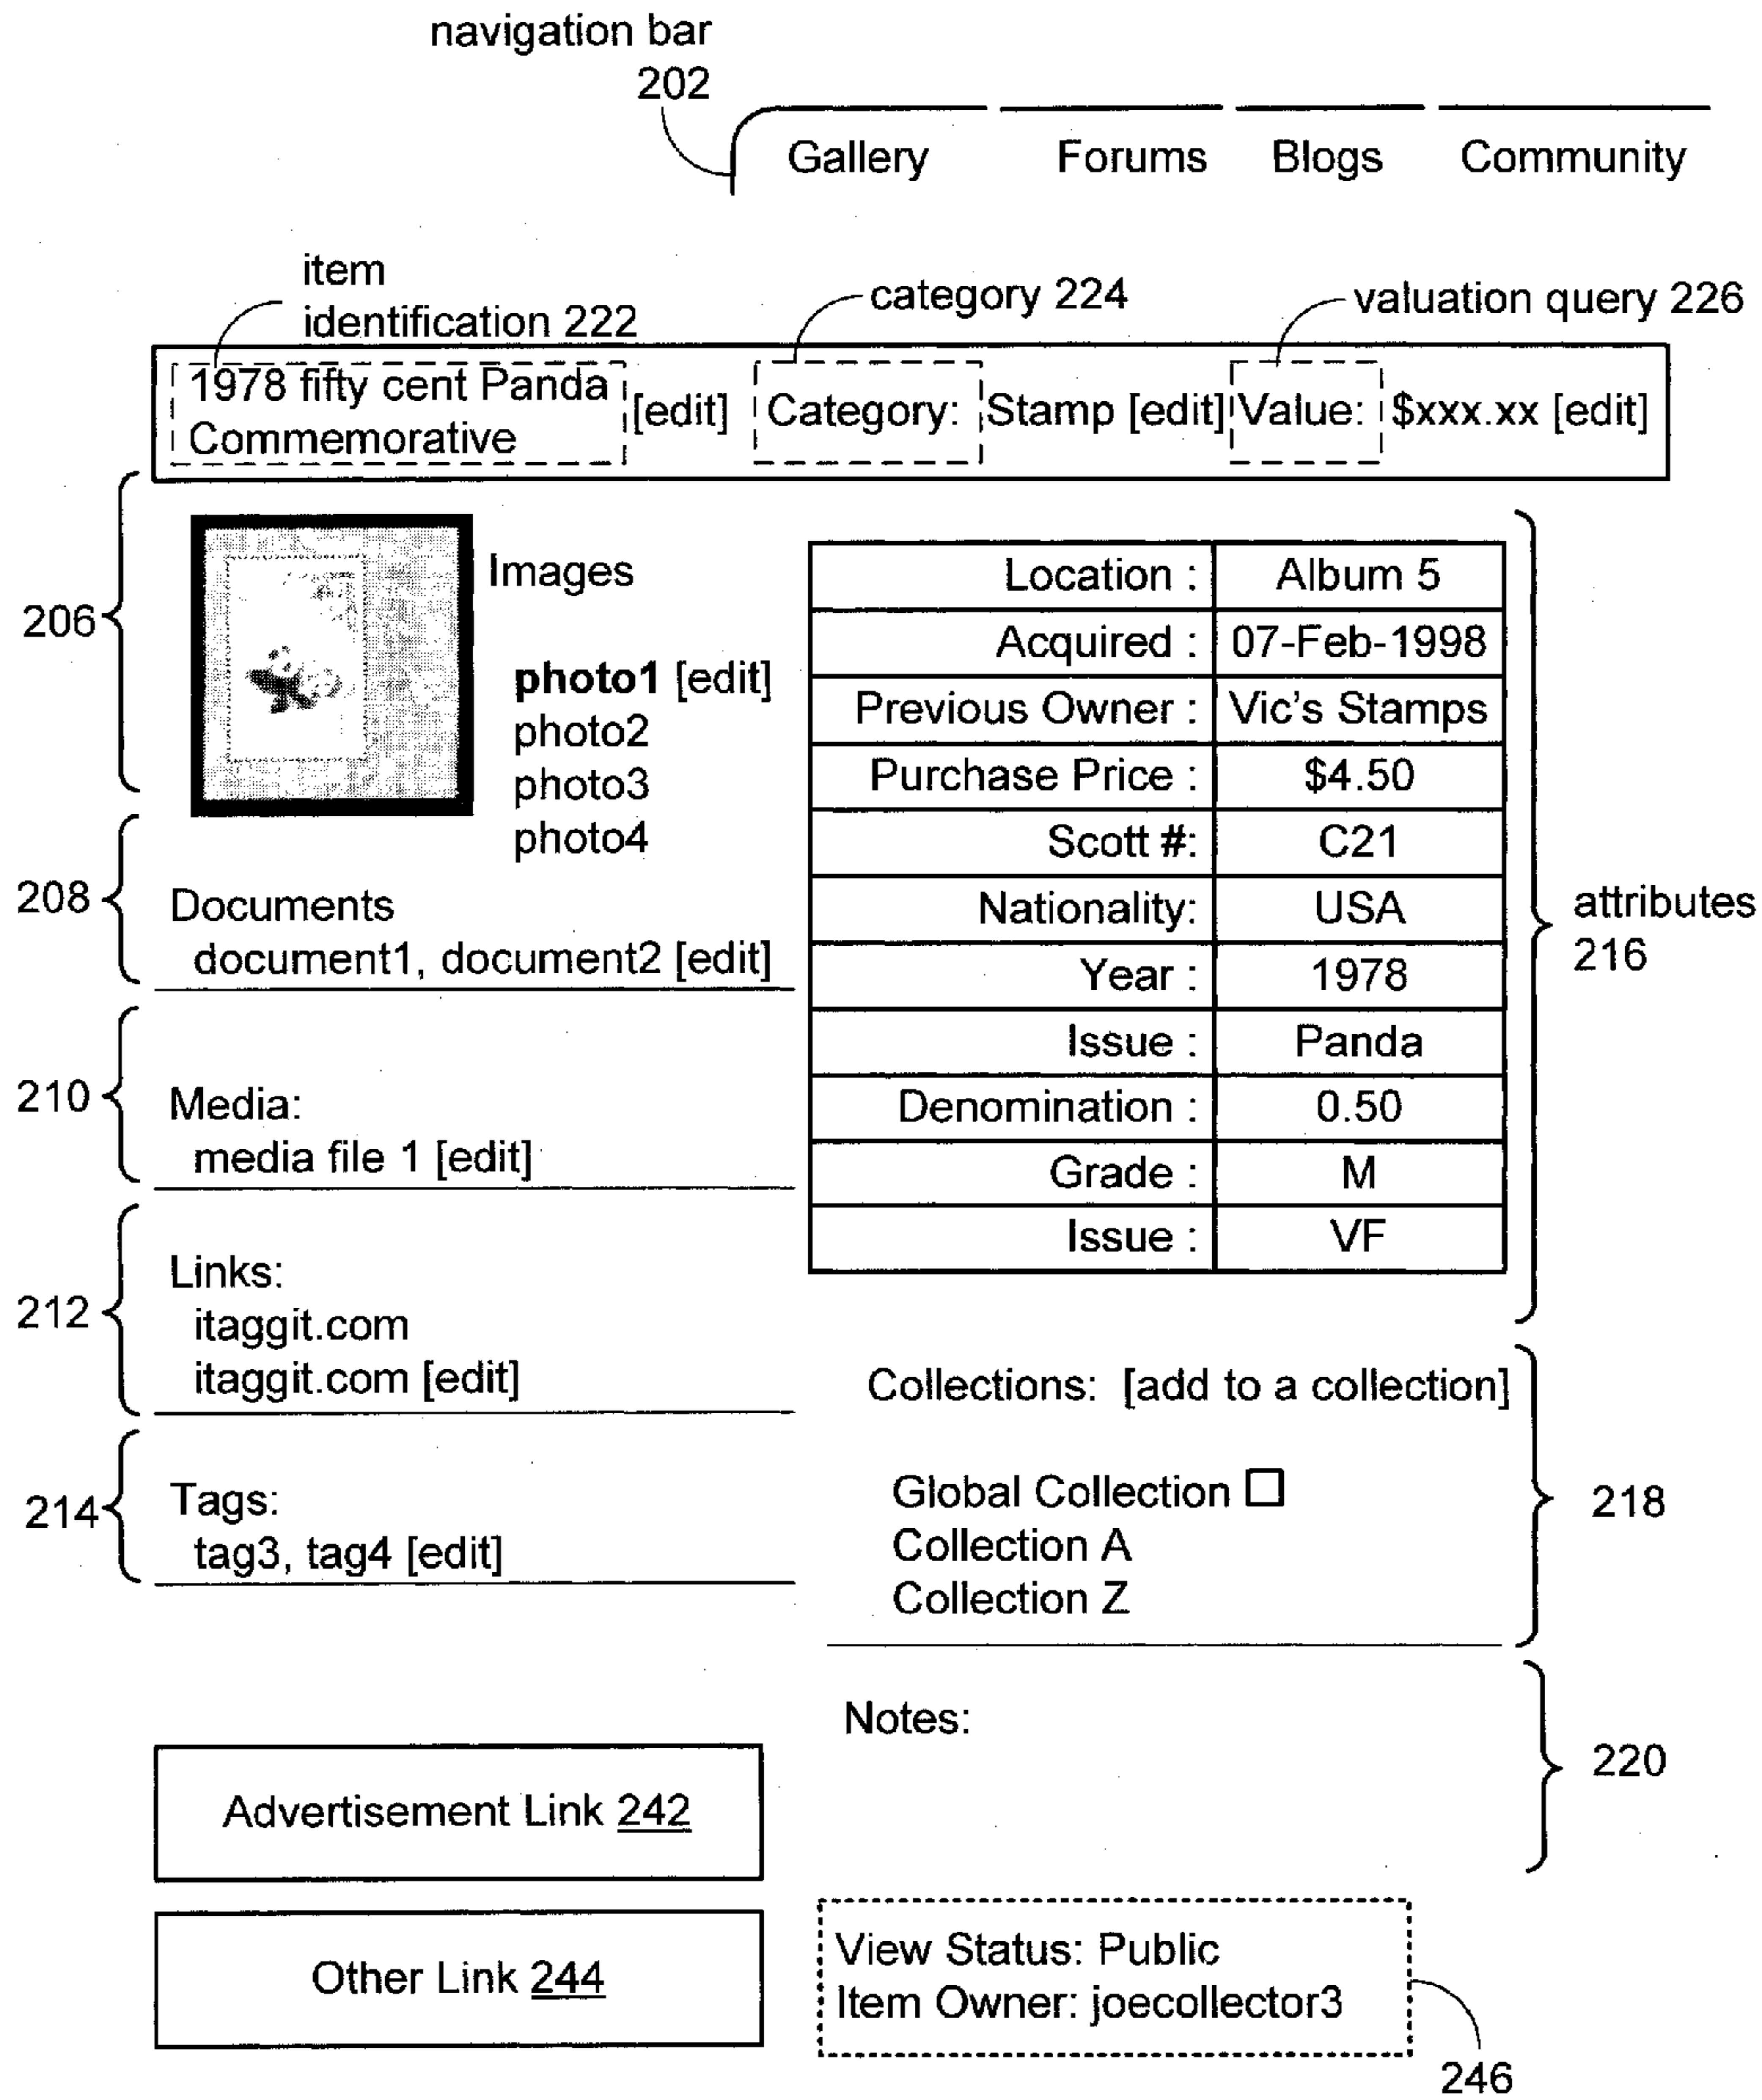 navigation bar
202
Gallery Forums Blogs Community
item
identification 222
category 224
valuation query 226
1978 fifty cent Panda
Commemorative
[edit]
Category: Stamp [edit]
Value: $xxx.xx [edit]
206
Images
photo1 [edit]
photo2
photo3
photo4
208
Documents
document1, document2 [edit]
210
Media:
media file 1 [edit]
212
Links:
itaggit.com
itaggit.com [edit]
214
Tags:
tag3, tag4 [edit]
Location : Album 5
Acquired : 07-Feb-1998
Previous Owner : Vic's Stamps
Purchase Price : $4.50
Scott #: C21
Nationality: USA
Year : 1978
Issue : Panda
Denomination : 0.50
Grade : M
Issue : VF
attributes
216
Collections: [add to a collection]
Global Collection
Collection A
Collection Z
218
Notes:
220
Advertisement Link 242
Other Link 244
View Status: Public
Item Owner: joecollector3
246